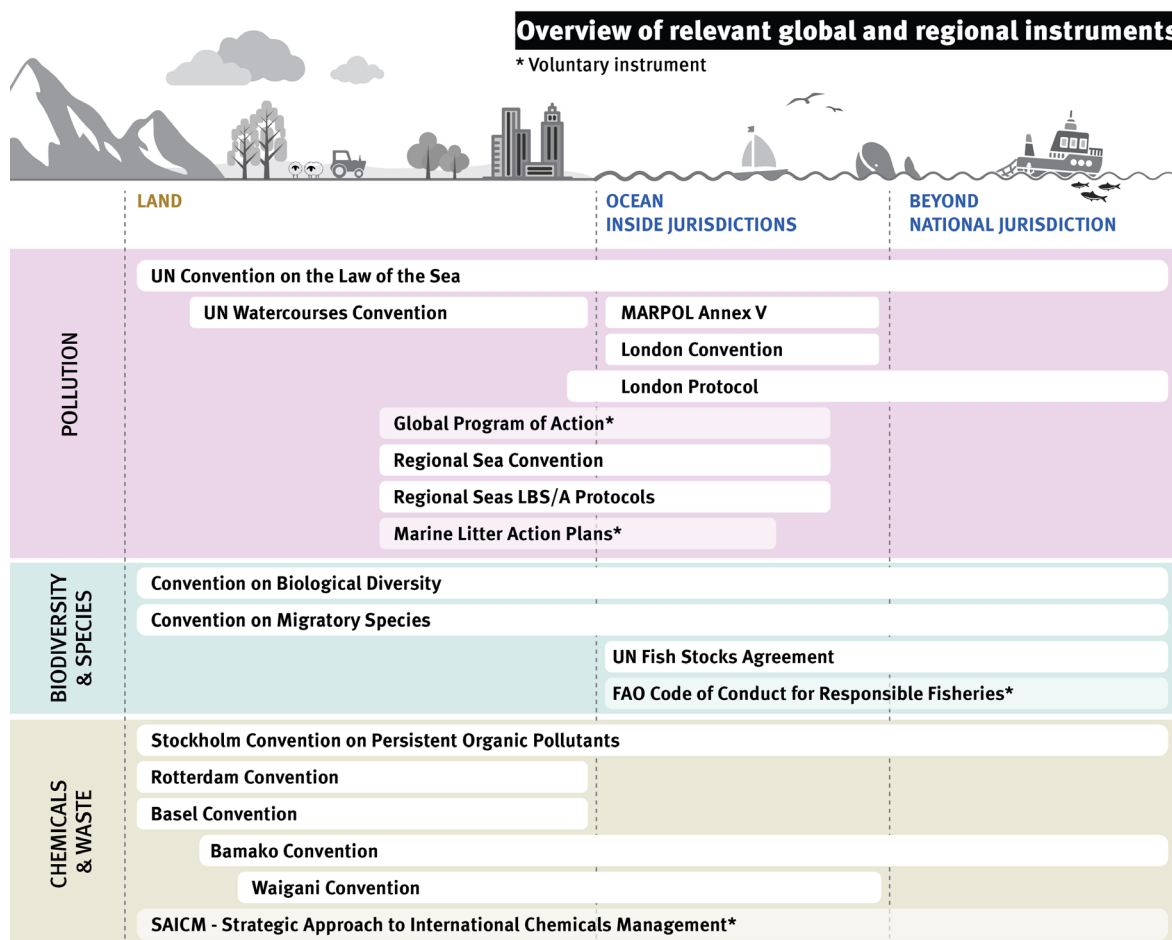 Overview of relevant global and regional instruments
* Voluntary instrument
LAND
OCEAN
INSIDE JURISDICTIONS
BEYOND
NATIONAL JURISDICTION
POLLUTION
UN Convention on the Law of the Sea
UN Watercourses Convention
MARPOL Annex V
London Convention
London Protocol
Global Program of Action*
Regional Sea Convention
Regional Seas LBS/A Protocols
Marine Litter Action Plans*
BIODIVERSITY
& SPECIES
Convention on Biological Diversity
Convention on Migratory Species
UN Fish Stocks Agreement
FAO Code of Conduct for Responsible Fisheries*
CHEMICALS
& WASTE
Stockholm Convention on Persistent Organic Pollutants
Rotterdam Convention
Basel Convention
Bamako Convention
Waigani Convention
SAICM - Strategic Approach to International Chemicals Management*